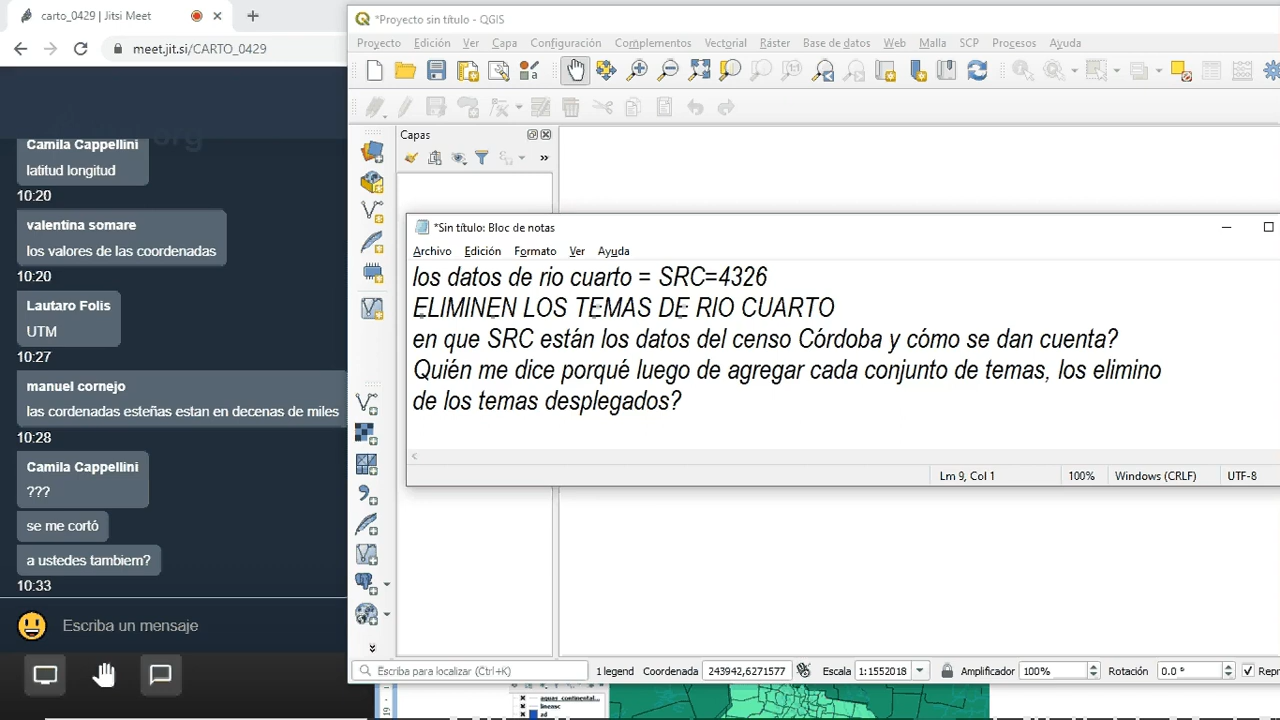 carto_0429 | Jitsi Meet
meet.jit.si/CARTO_0429
Camila Cappellini
latitud longitud
10:20
valentina somare
los valores de las coordenadas
10:20
Lautaro Folis
UTM
10:27
manuel cornejo
las cordenadas esteñas estan en decenas de miles
10:28
Camila Cappellini
???
se me cortó
a ustedes tambiem?
10:33
Escriba un mensaje
*Proyecto sin título - QGIS
Proyecto Edición Ver Capa Configuración Complementos Vectorial Ráster Base de datos Web Malla SCP Procesos Ayuda
Capas
*Sin título: Bloc de notas
Archivo Edición Formato Ver Ayuda
los datos de rio cuarto = SRC=4326
ELIMINEN LOS TEMAS DE RIO CUARTO
en que SRC están los datos del censo Córdoba y cómo se dan cuenta?
Quién me dice porqué luego de agregar cada conjunto de temas, los elimino
de los temas desplegados?
Lm 9, Col 1 100% Windows (CRLF) UTF-8
Escriba para localizar (Ctrl+K) 1 legend Coordenada 243942,6271577 Escala 1:1552018 Amplificador 100% Rotación 0.0 °
aguas_continental...
lineasc